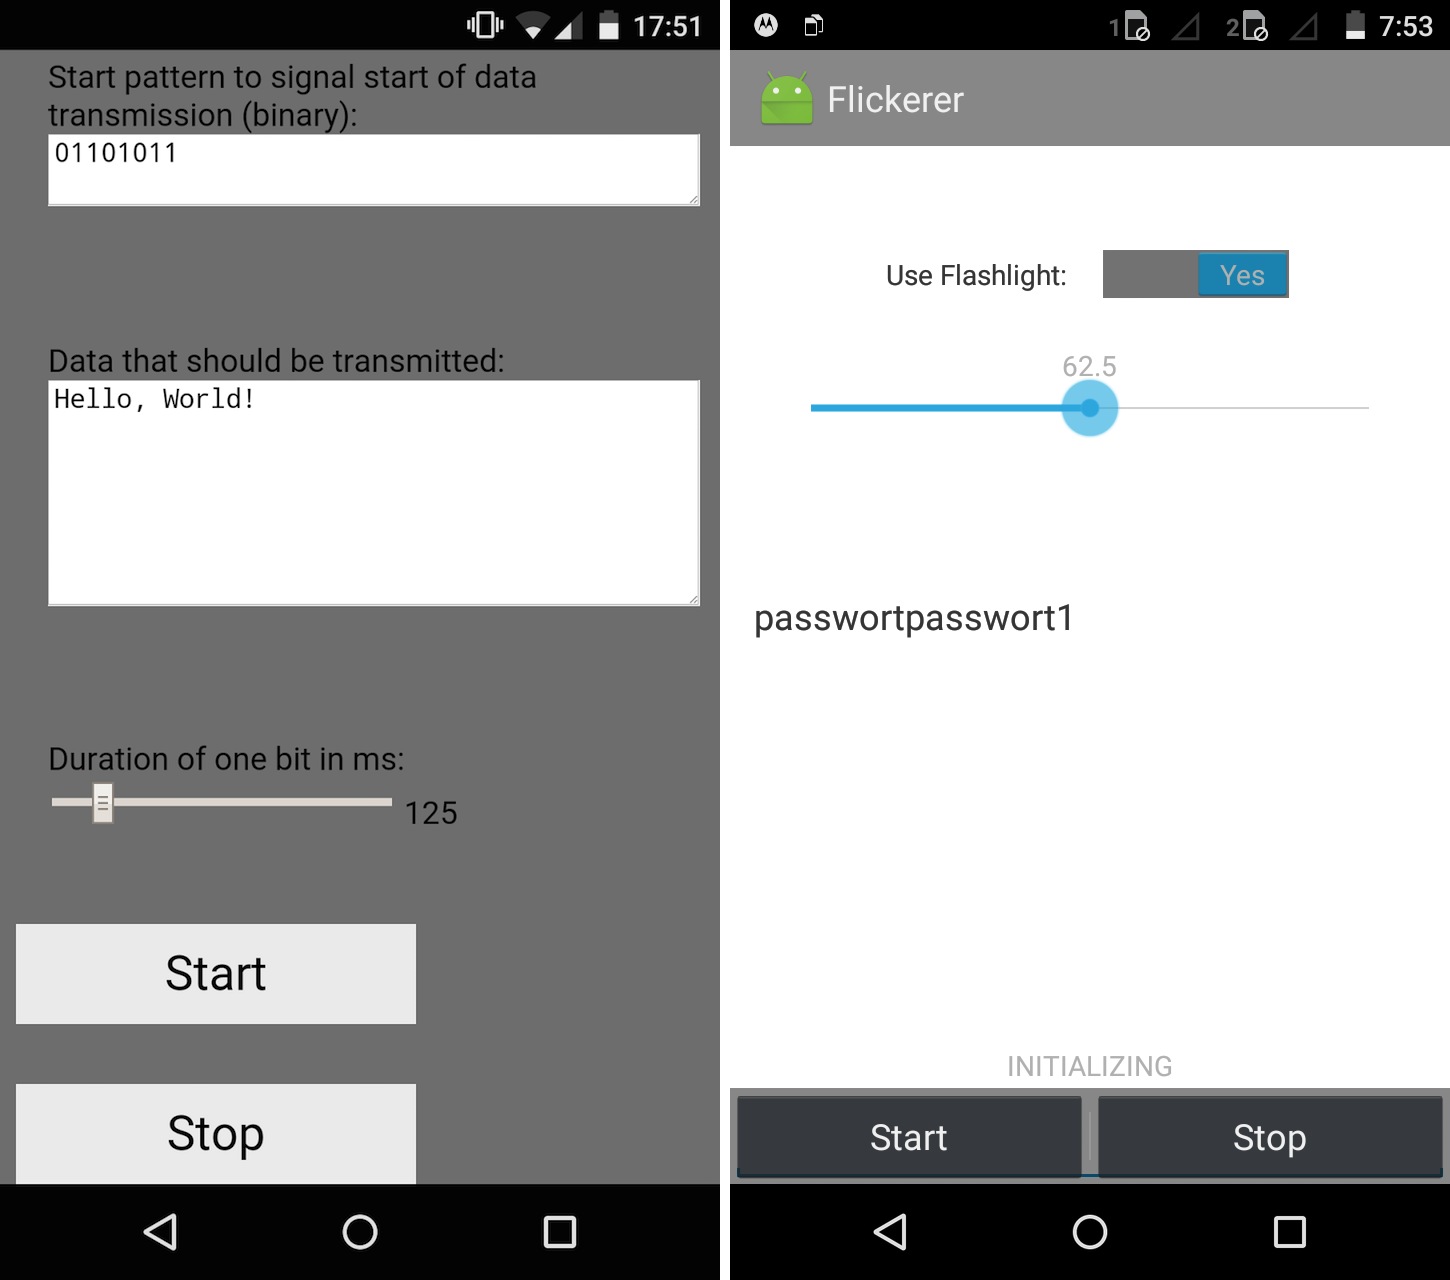 17:51
Start pattern to signal start of data
transmission (binary):
01101011
Data that should be transmitted:
Hello, World!
Duration of one bit in ms:
125
Start
Stop
1 2 7:53
Flickerer
Use Flashlight: Yes
62.5
passwortpasswort1
INITIALIZING
Start Stop